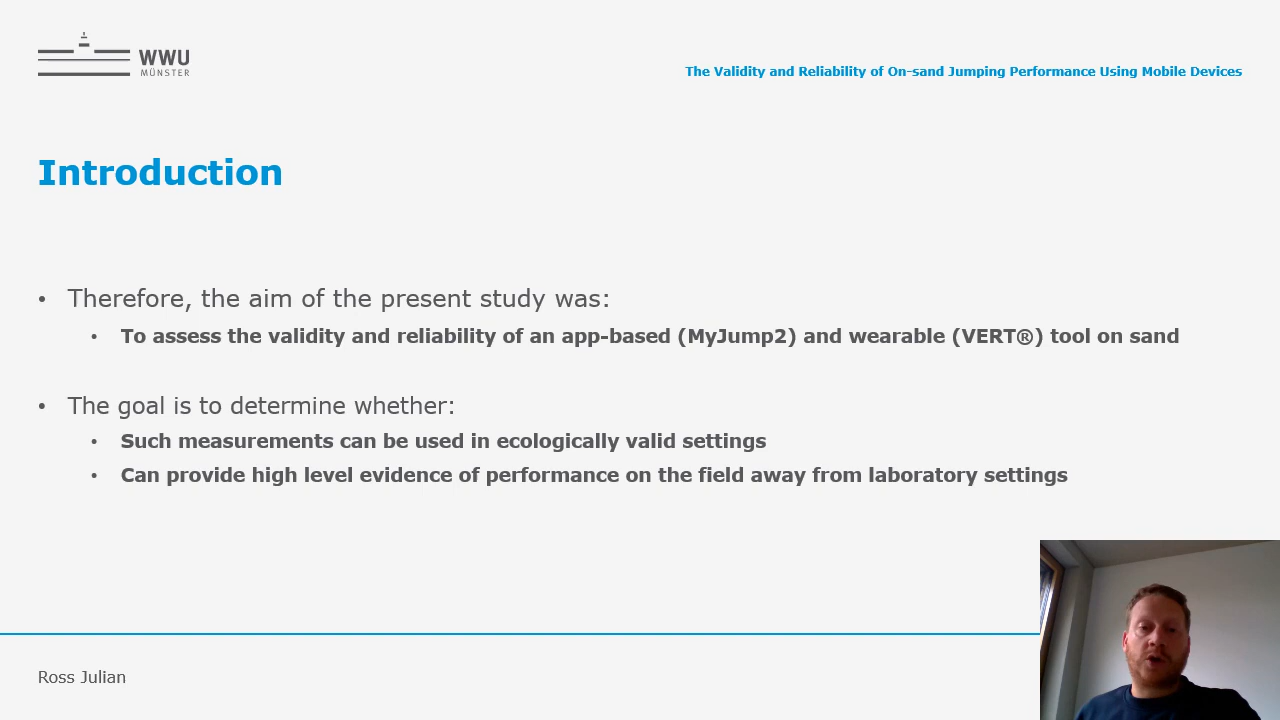 WWU
MÜNSTER
The Validity and Reliability of On-sand Jumping Performance Using Mobile Devices
Introduction
• Therefore, the aim of the present study was:
• To assess the validity and reliability of an app-based (MyJump2) and wearable (VERT®) tool on sand
• The goal is to determine whether:
• Such measurements can be used in ecologically valid settings
• Can provide high level evidence of performance on the field away from laboratory settings
Ross Julian